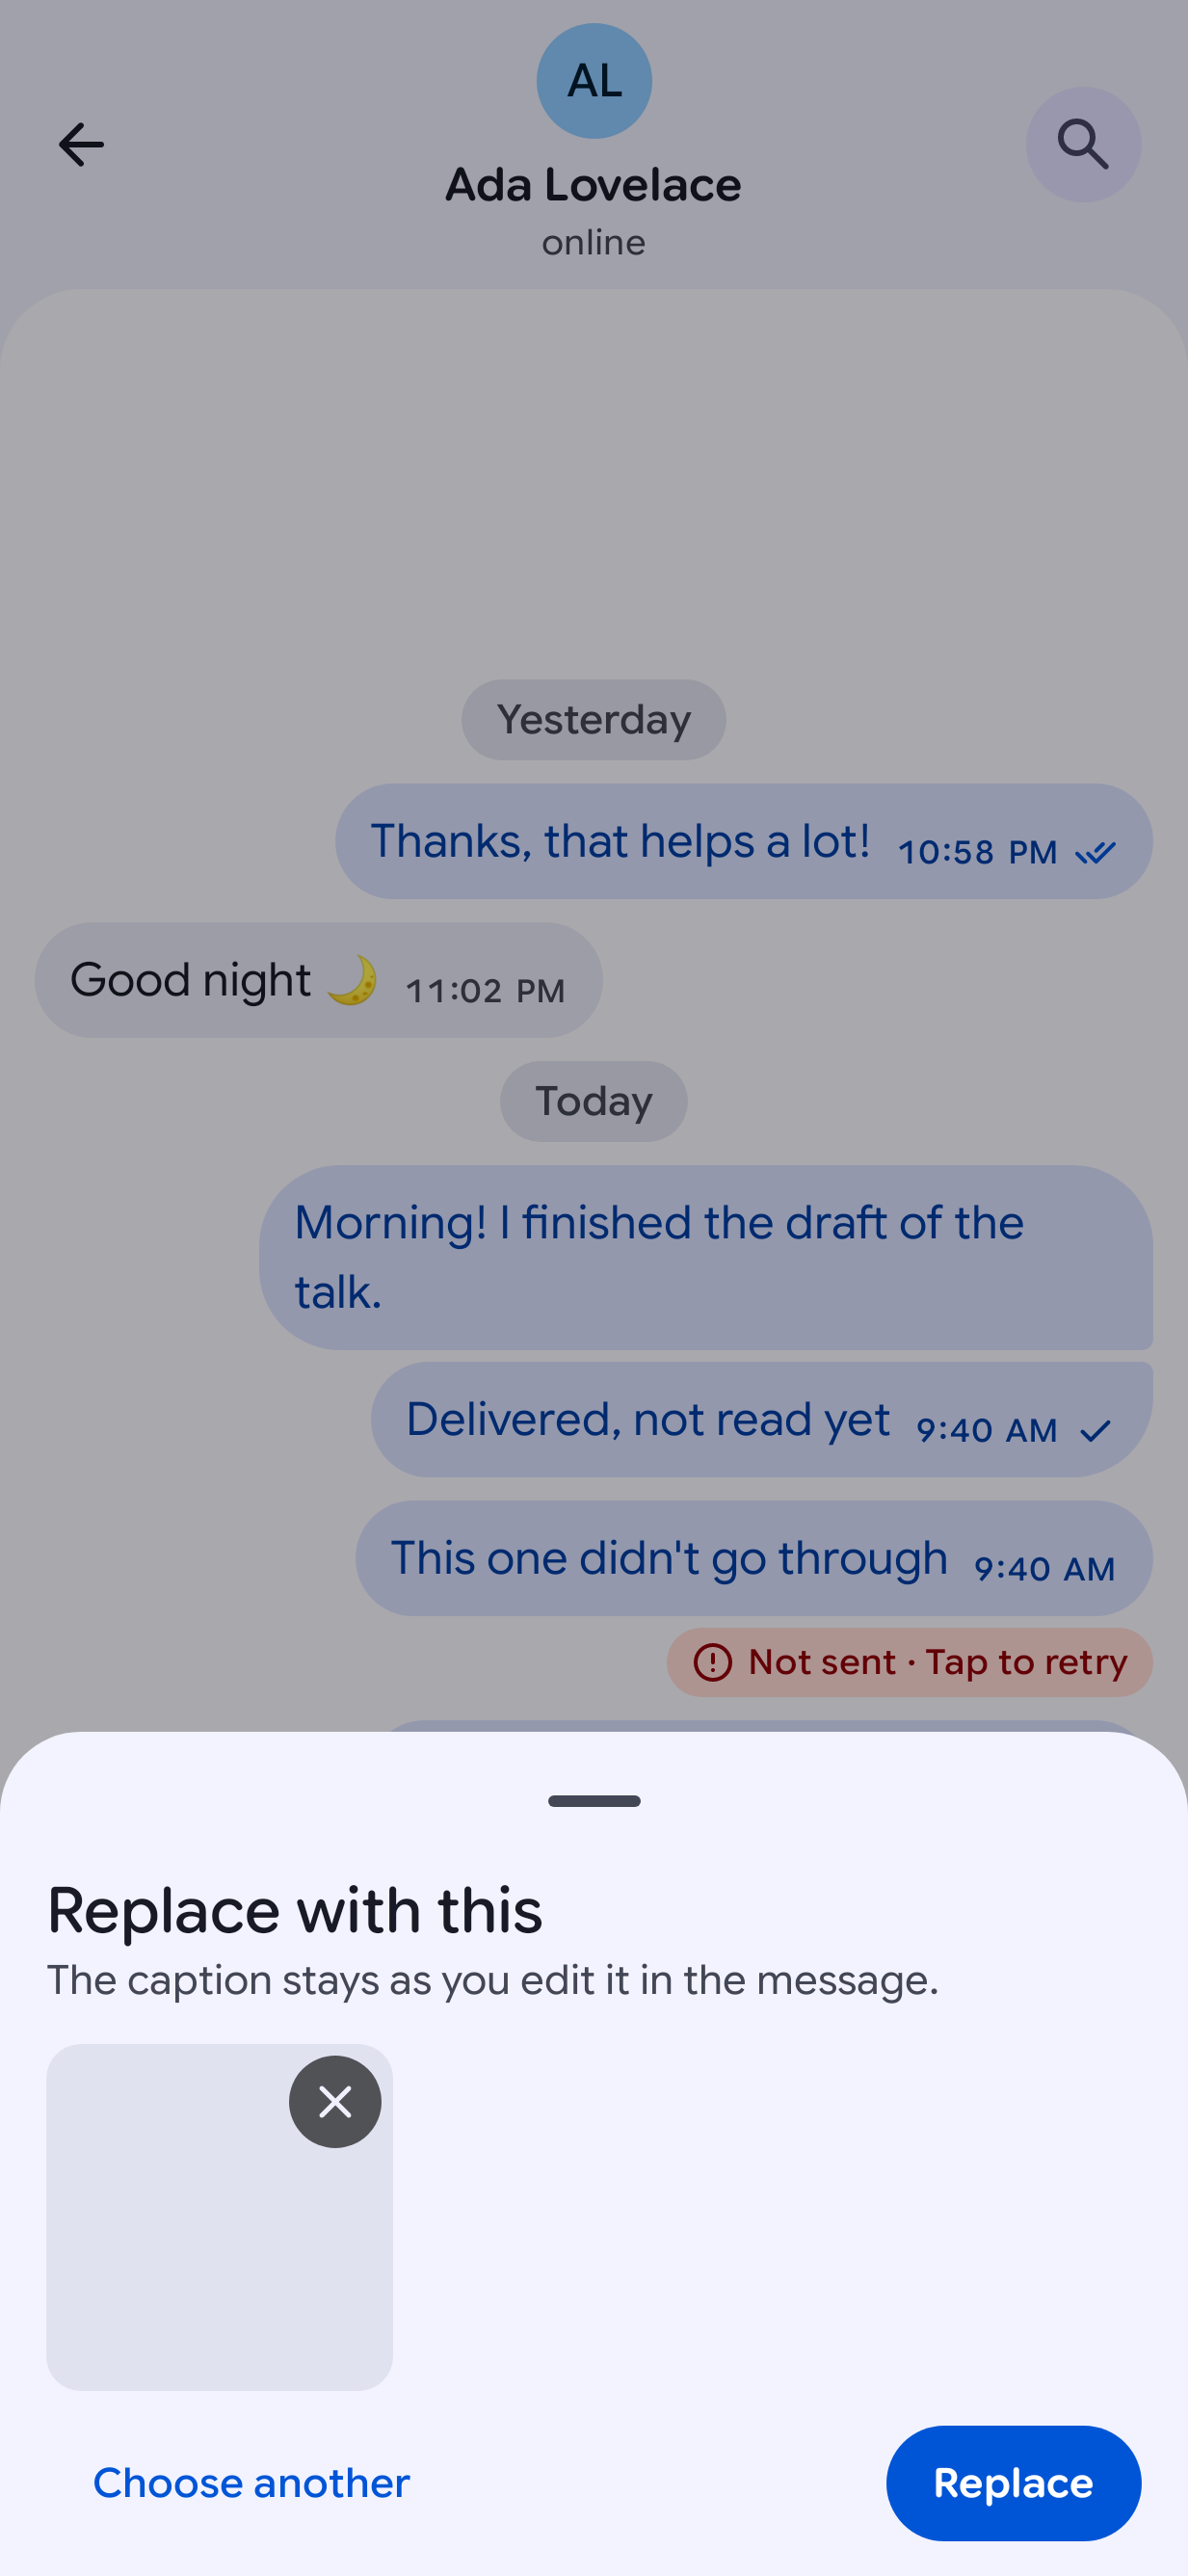 AL
Ada Lovelace
online
Yesterday
Thanks, that helps a lot! 10:58 PM
Good night 🌙 11:02 PM
Today
Morning! I finished the draft of the
talk.
Delivered, not read yet 9:40 AM
This one didn't go through 9:40 AM
Not sent · Tap to retry
Replace with this
The caption stays as you edit it in the message.
Choose another
Replace